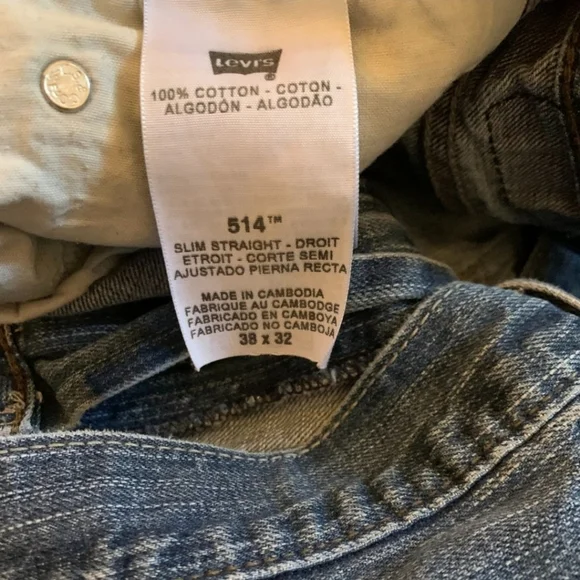 Levi's
®
100% COTTON - COTON -
ALGODÓN - ALGODÃO
514™
SLIM STRAIGHT - DROIT
ETROIT - CORTE SEMI
AJUSTADO PIERNA RECTA
MADE IN CAMBODIA
FABRIQUE AU CAMBODGE
FABRICADO EN CAMBOYA
FABRICADO NO CAMBOJA
38 x 32